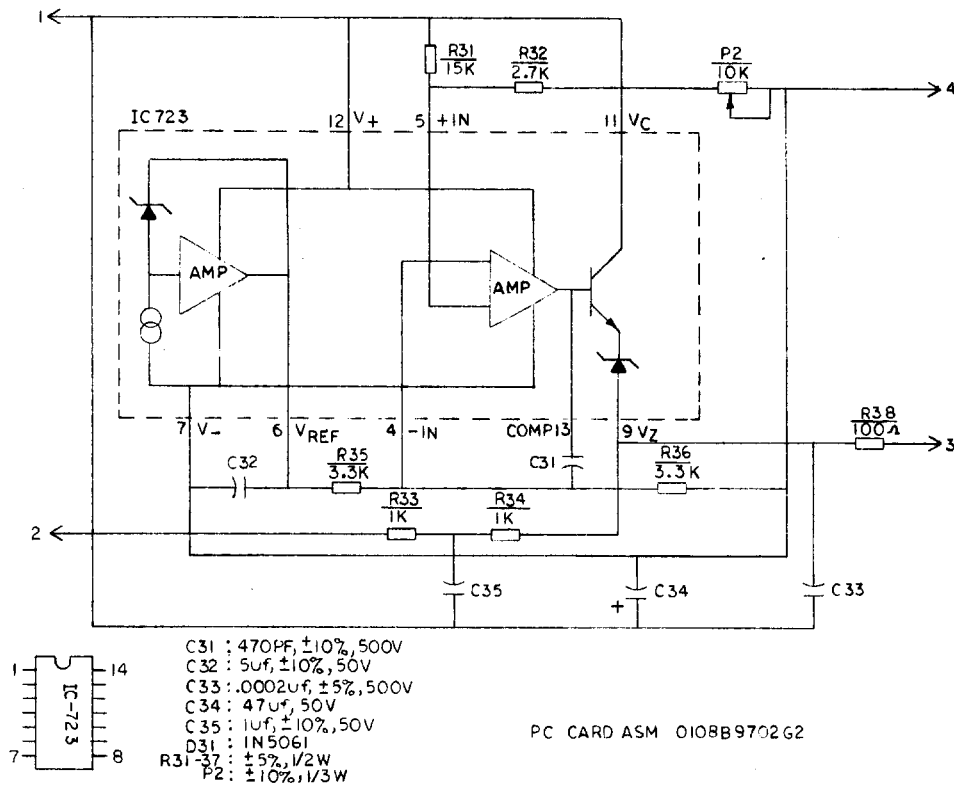 1
R31
15K
R32
2.7K
P2
10K
4
IC723
12 V+
5 +IN
11 VC
AMP
AMP
7 V-
6 VREF
4 -IN
COMP13
9 VZ
R38
100Ω
3
C32
R35
3.3K
C31
R36
3.3K
R33
1K
R34
1K
2
C35
+
C34
C33
C31 : 470PF, ±10%, 500V
C32 : 5uf, ±10%, 50V
C33 : .0002uf, ±5%, 500V
C34 : 47uf, 50V
C35 : 1uf, ±10%, 50V
D31 : 1N5061
R31-37 : ±5%, 1/2W
P2 : ±10%, 1/3W
1
14
IC-723
7
8
PC CARD ASM 0108B9702G2